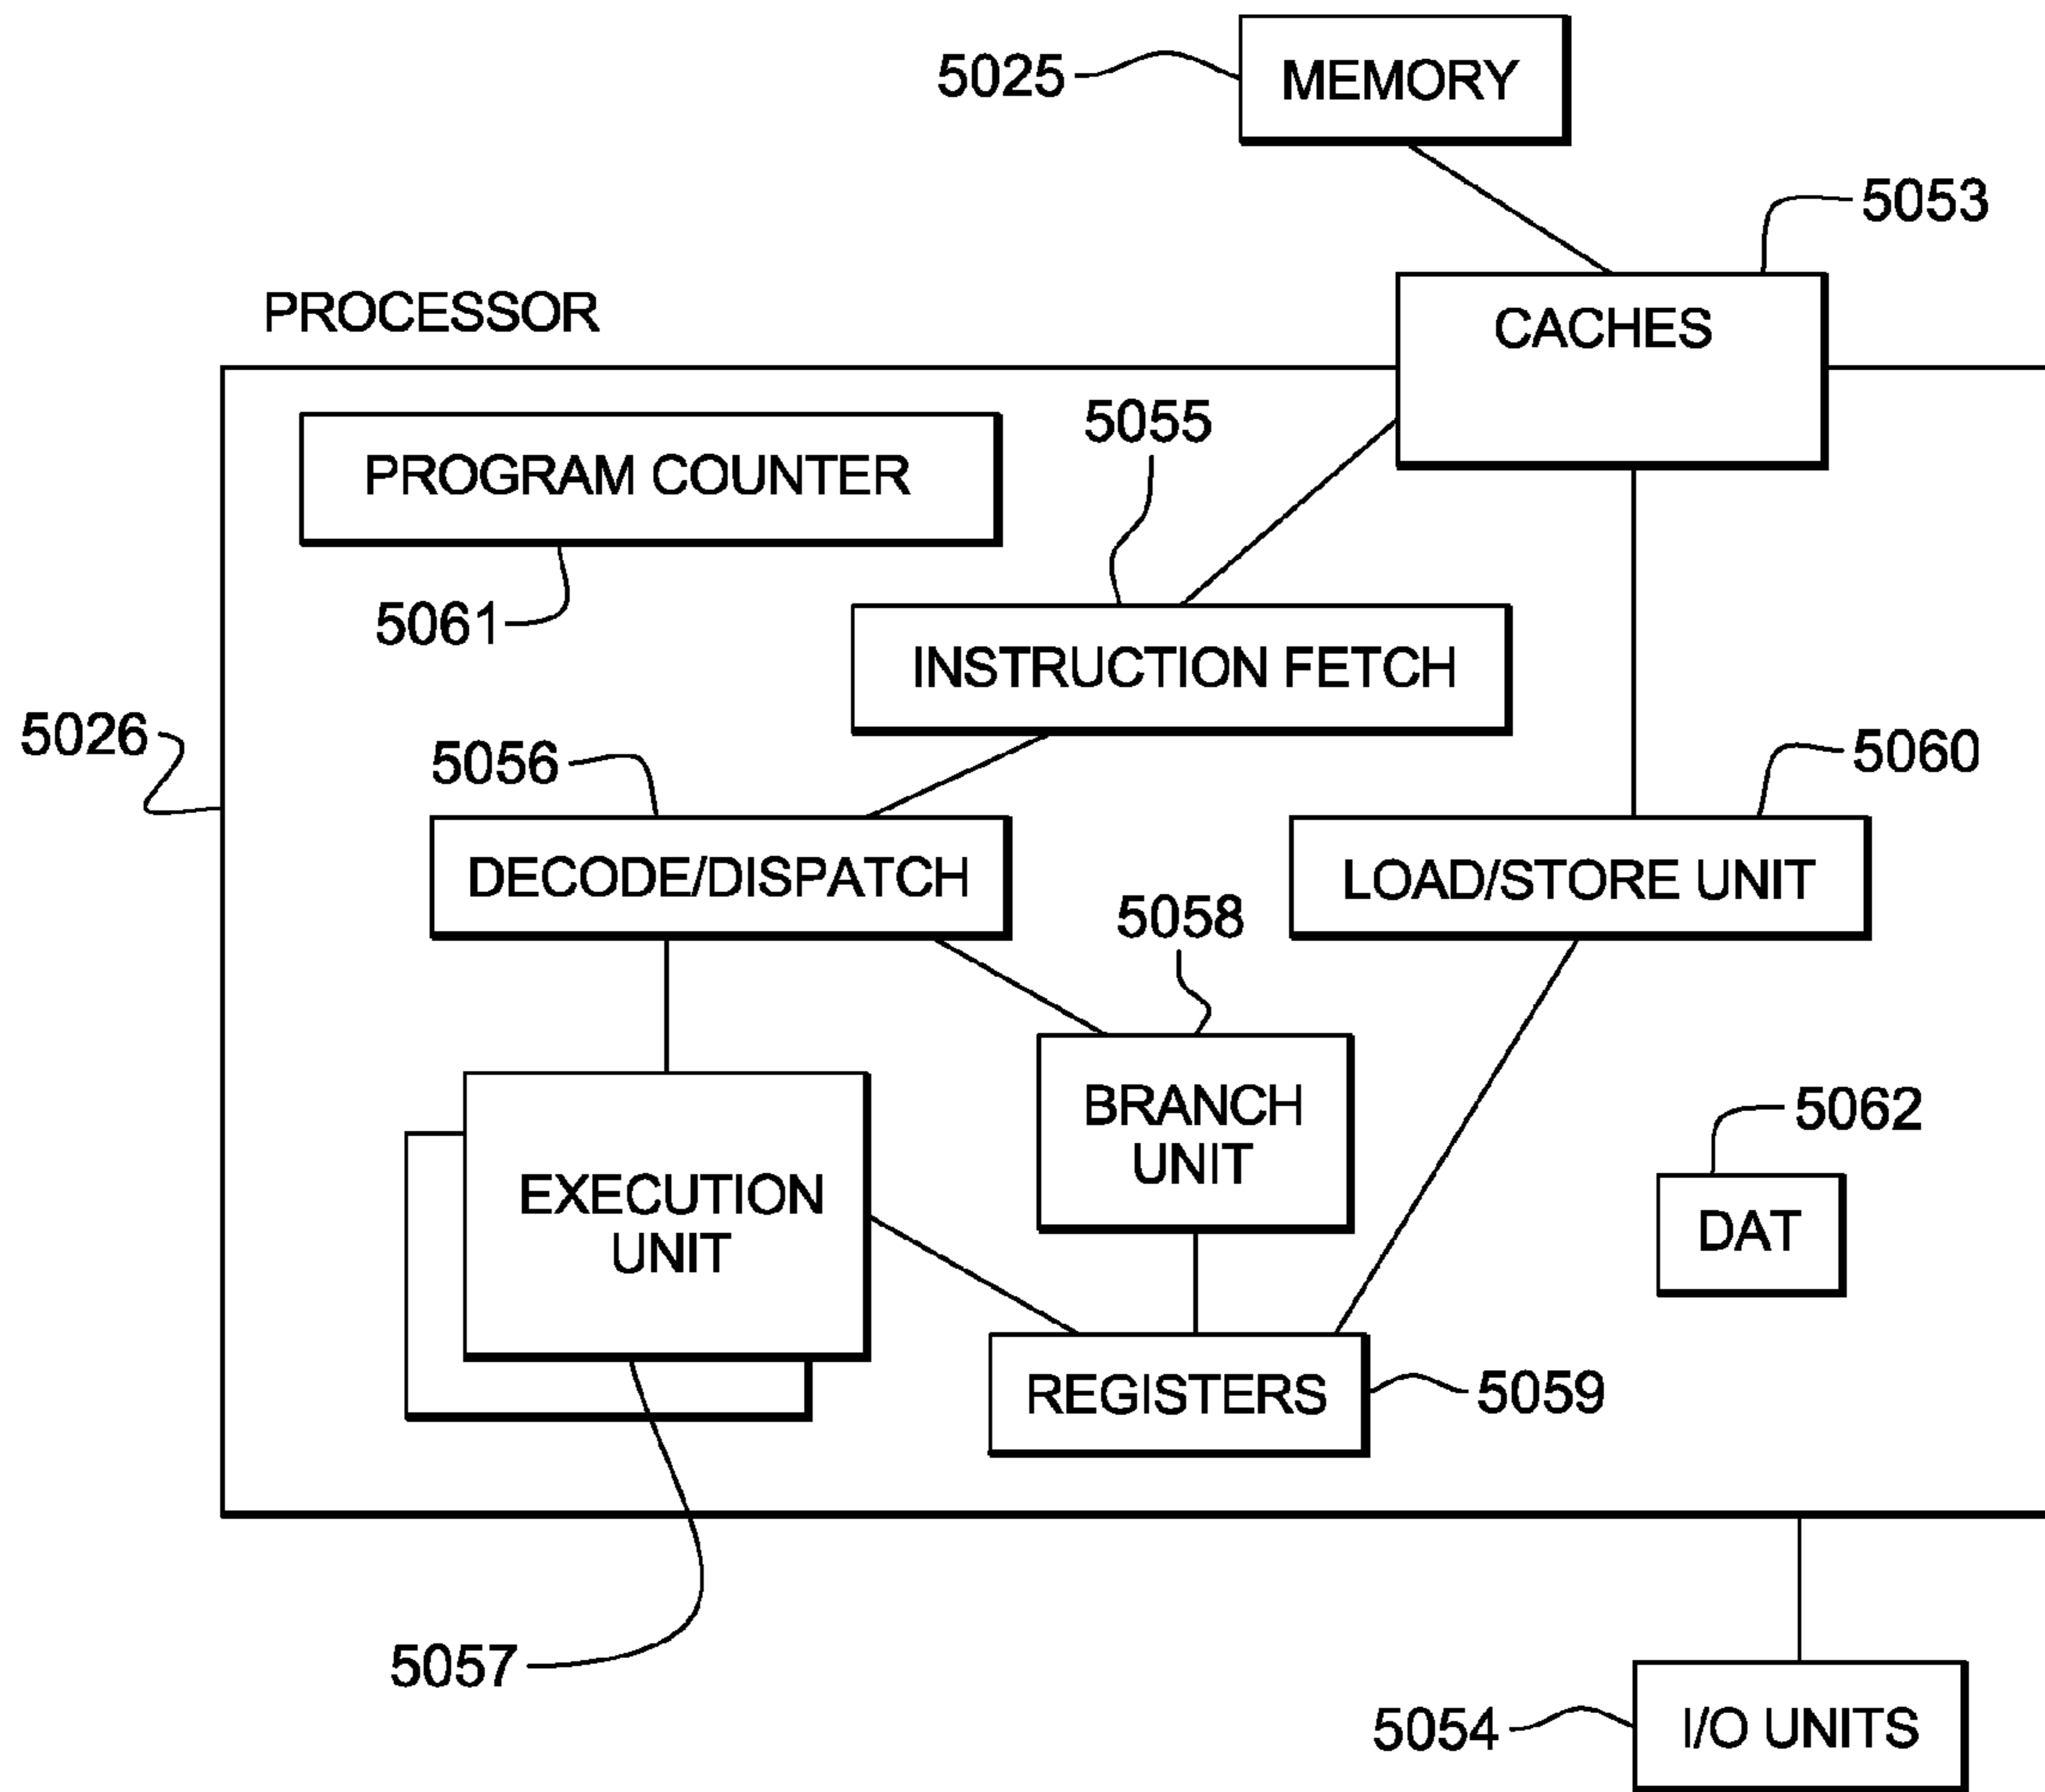 MEMORY
5025
5053
PROCESSOR
CACHES
5055
PROGRAM COUNTER
5061
INSTRUCTION FETCH
5026
5056
5060
DECODE/DISPATCH
LOAD/STORE UNIT
5058
BRANCH
UNIT
5062
EXECUTION
UNIT
DAT
REGISTERS
5059
5057
5054
I/O UNITS